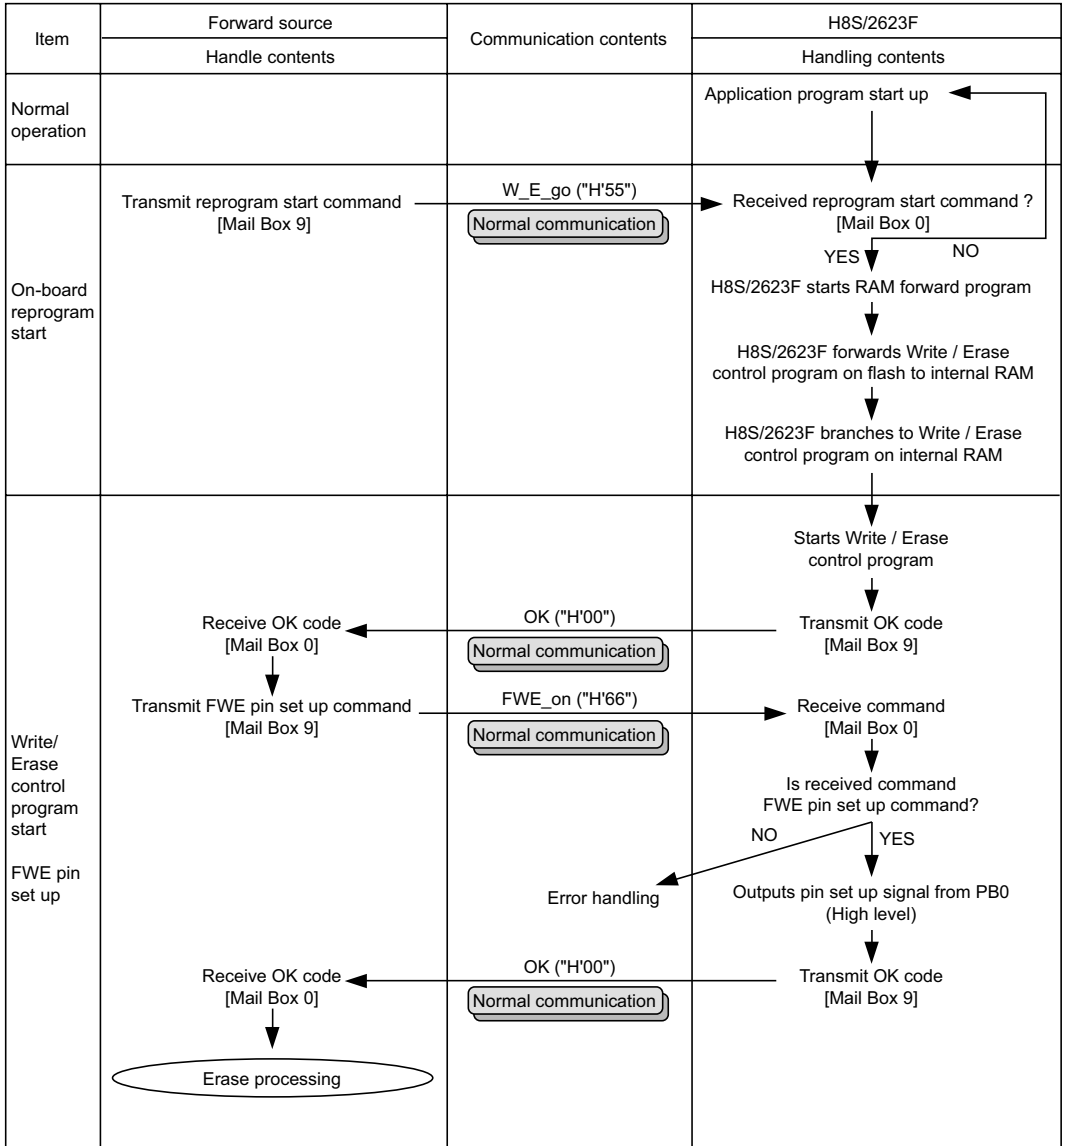 Item
Forward source
Communication contents
H8S/2623F
Handle contents
Handling contents
Normal
operation
Application program start up
On-board
reprogram
start
Transmit reprogram start command
[Mail Box 9]
W_E_go ("H'55")
Normal communication
Received reprogram start command ?
[Mail Box 0]
YES
NO
H8S/2623F starts RAM forward program
H8S/2623F forwards Write / Erase
control program on flash to internal RAM
H8S/2623F branches to Write / Erase
control program on internal RAM
Write/
Erase
control
program
start
FWE pin
set up
Starts Write / Erase
control program
Receive OK code
[Mail Box 0]
OK ("H'00")
Normal communication
Transmit OK code
[Mail Box 9]
Transmit FWE pin set up command
[Mail Box 9]
FWE_on ("H'66")
Normal communication
Receive command
[Mail Box 0]
Is received command
FWE pin set up command?
NO
YES
Error handling
Outputs pin set up signal from PB0
(High level)
Receive OK code
[Mail Box 0]
OK ("H'00")
Normal communication
Transmit OK code
[Mail Box 9]
Erase processing